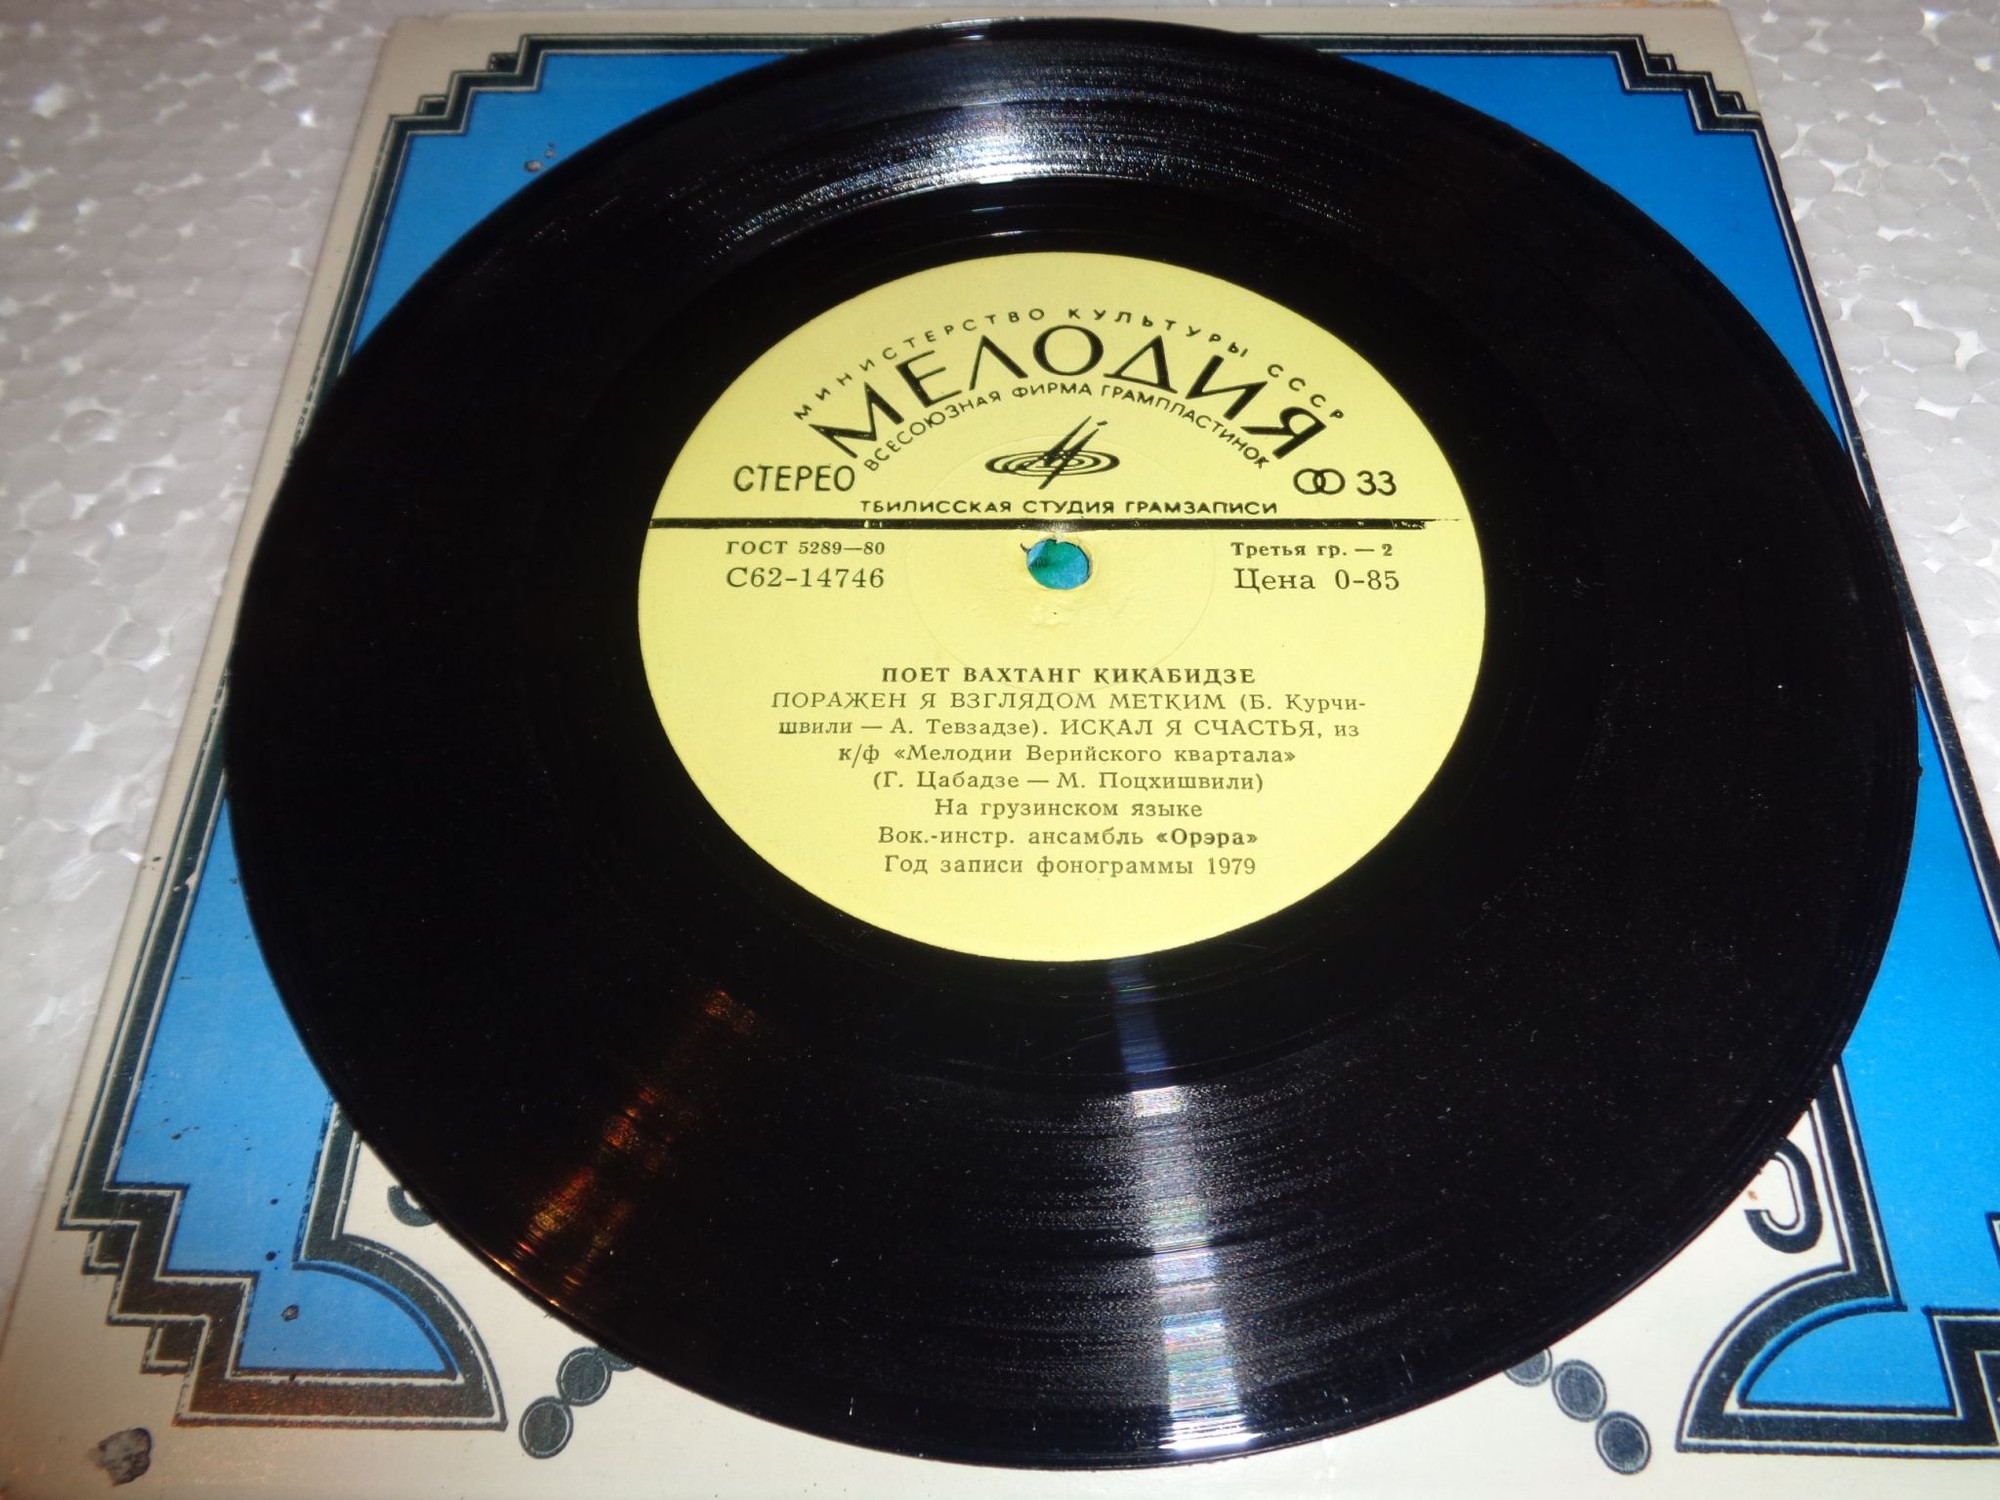 МИНИСТЕРСТВО КУЛЬТУРЫ СССР
МЕЛОДИЯ
ВСЕСОЮЗНАЯ ФИРМА ГРАМПЛАСТИНОК
СТЕРЕО
33
ТБИЛИССКАЯ СТУДИЯ ГРАМЗАПИСИ
ГОСТ 5289—80
Третья гр. — 2
С62-14746
Цена 0-85
ПОЕТ ВАХТАНГ КИКАБИДЗЕ
ПОРАЖЕН Я ВЗГЛЯДОМ МЕТКИМ (Б. Курчи-
швили — А. Тевзадзе). ИСКАЛ Я СЧАСТЬЯ, из
к/ф «Мелодии Верийского квартала»
(Г. Цабадзе — М. Поцхишвили)
На грузинском языке
Вок.-инстр. ансамбль «Орэра»
Год записи фонограммы 1979